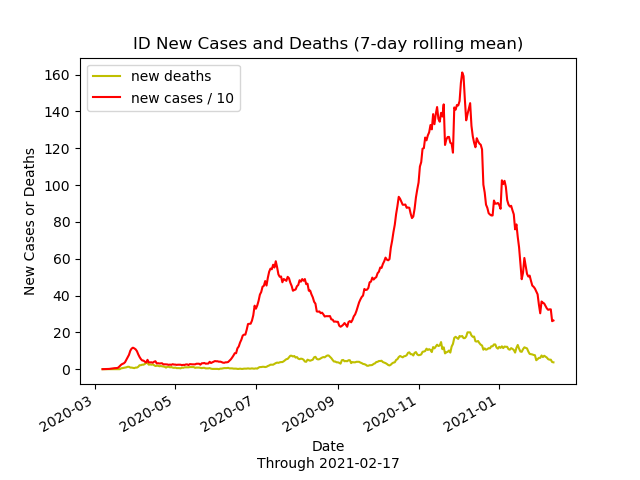 ID New Cases and Deaths (7-day rolling mean)
new deaths
new cases / 10
New Cases or Deaths
160
140
120
100
80
60
40
20
0
2020-03
2020-05
2020-07
2020-09
2020-11
2021-01
Date
Through 2021-02-17